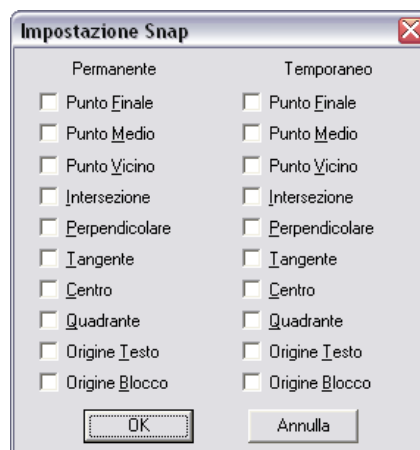 Impostazione Snap
Permanente Temporaneo
Punto Finale Punto Finale
Punto Medio Punto Medio
Punto Vicino Punto Vicino
Intersezione Intersezione
Perpendicolare Perpendicolare
Tangente Tangente
Centro Centro
Quadrante Quadrante
Origine Testo Origine Testo
Origine Blocco Origine Blocco
OK Annulla